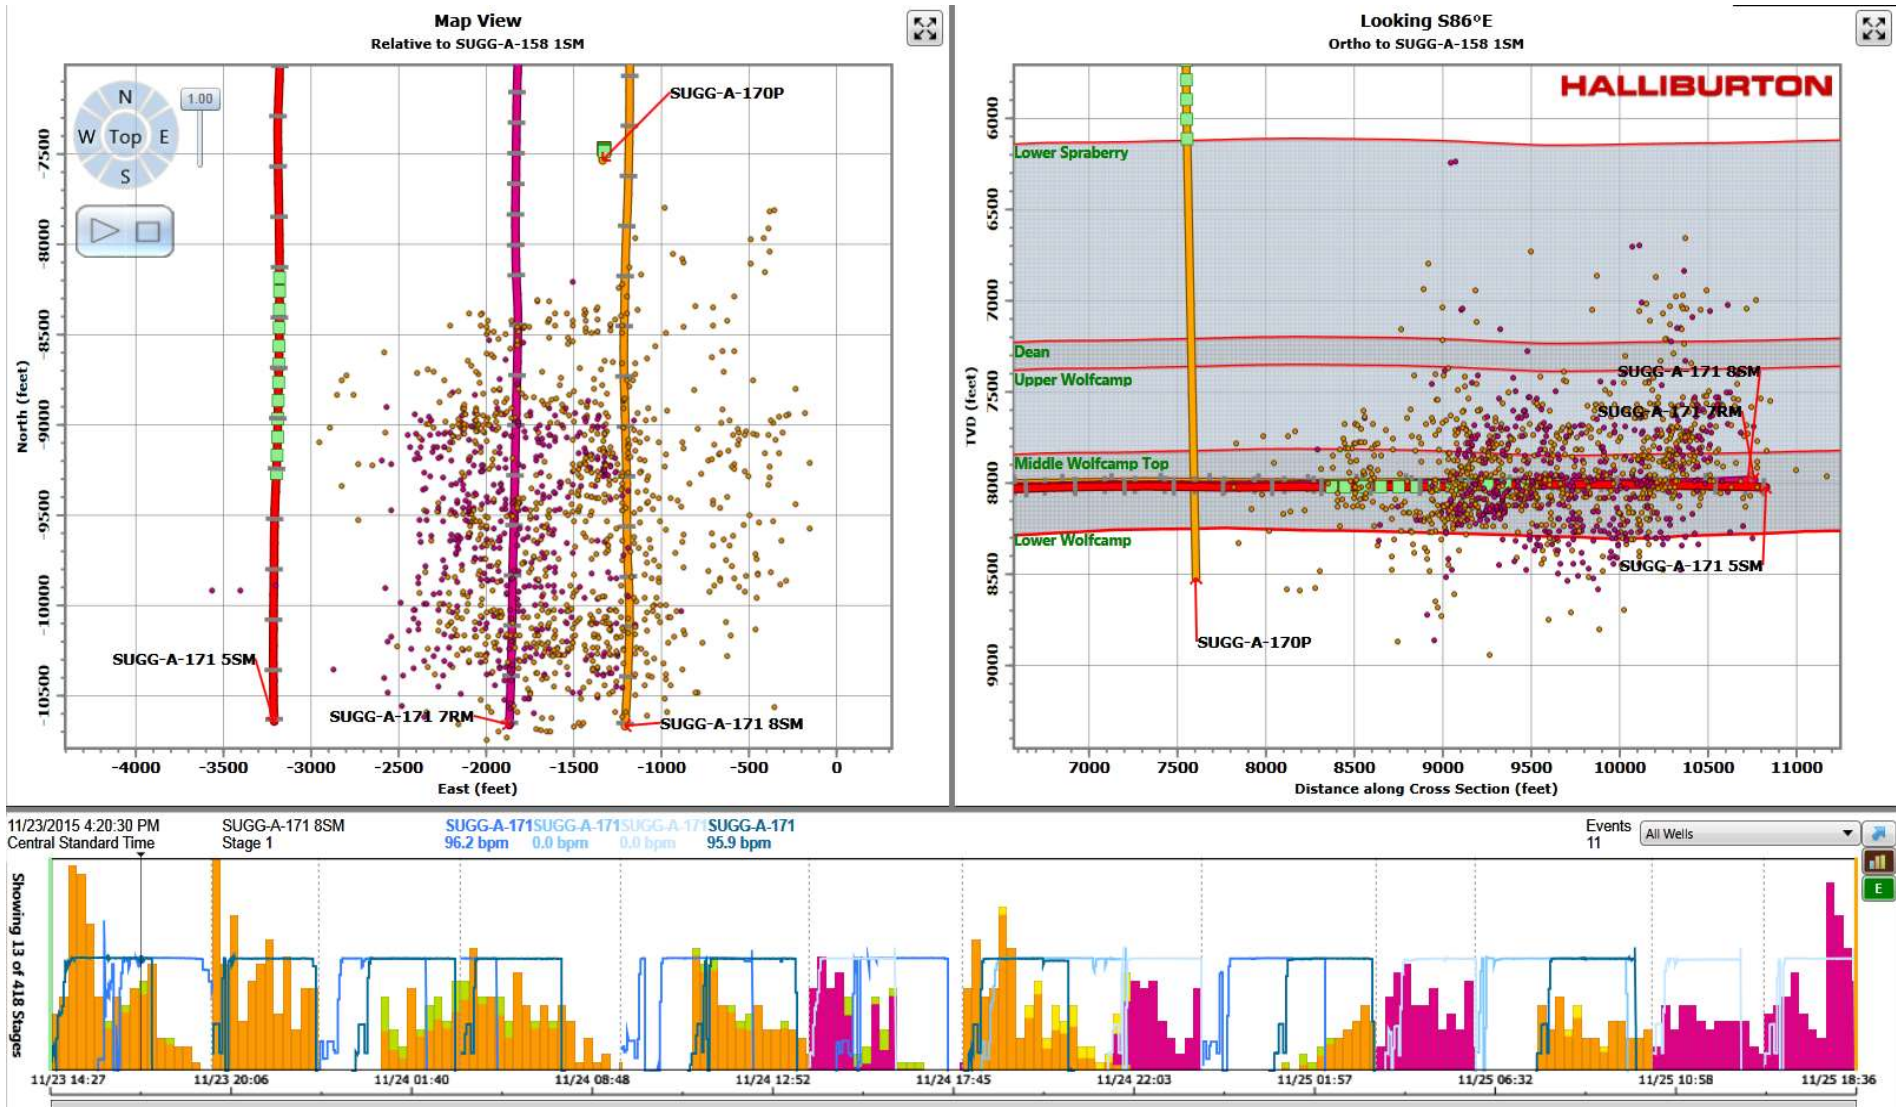 Map View
Relative to SUGG-A-158 1SM
N
W Top E
S
1.00
SUGG-A-170P
SUGG-A-171 5SM
SUGG-A-171 7RM
SUGG-A-171 8SM
North (feet)
-7500
-8000
-8500
-9000
-9500
-10000
-10500
-4000 -3500 -3000 -2500 -2000 -1500 -1000 -500 0
East (feet)
Looking S86ºE
Ortho to SUGG-A-158 1SM
HALLIBURTON
Lower Spraberry
Dean
Upper Wolfcamp
SUGG-A-171 8SM
SUGG-A-171 7RM
Middle Wolfcamp Top
Lower Wolfcamp
SUGG-A-171 5SM
SUGG-A-170P
TVD (feet)
6000
6500
7000
7500
8000
8500
9000
7000 7500 8000 8500 9000 9500 10000 10500 11000
Distance along Cross Section (feet)
11/23/2015 4:20:30 PM
Central Standard Time
SUGG-A-171 8SM
Stage 1
SUGG-A-171 SUGG-A-171 SUGG-A-171 SUGG-A-171
96.2 bpm 0.0 bpm 0.0 bpm 95.9 bpm
Events
11
All Wells
E
Showing 13 of 418 Stages
11/23 14:27 11/23 20:06 11/24 01:40 11/24 08:48 11/24 12:52 11/24 17:45 11/24 22:03 11/25 01:57 11/25 06:32 11/25 10:58 11/25 18:36